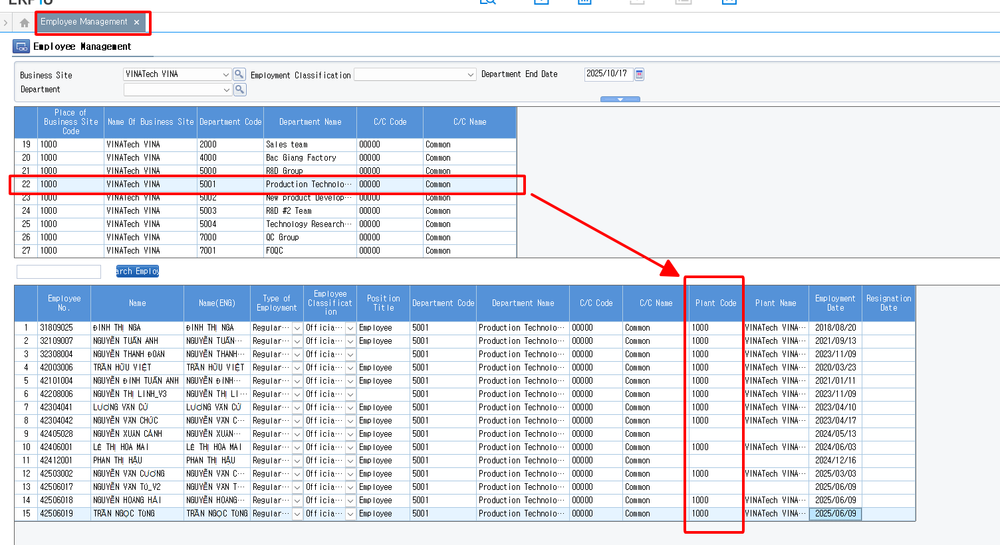 ERP10
Employee Management ×
Employee Management
Business Site VINATech VINA Employment Classification Department End Date 2025/10/17
Department
Place of Business Site Code Name Of Business Site Department Code Department Name C/C Code C/C Name
19 1000 VINATech VINA 2000 Sales team 00000 Common
20 1000 VINATech VINA 4000 Bac Giang Factory 00000 Common
21 1000 VINATech VINA 5000 R&D Group 00000 Common
22 1000 VINATech VINA 5001 Production Technolo··· 00000 Common
23 1000 VINATech VINA 5002 New product Develop··· 00000 Common
24 1000 VINATech VINA 5003 R&D #2 Team 00000 Common
25 1000 VINATech VINA 5004 Technology Research··· 00000 Common
26 1000 VINATech VINA 7000 QC Group 00000 Common
27 1000 VINATech VINA 7001 FOQC 00000 Common
arch Employ
Employee No. Name Name(ENG) Type of Employment Employee Classification Position Title Department Code Department Name C/C Code C/C Name Plant Code Plant Name Employment Date Resignation Date
1 31809025 ĐINH THỊ NGA ĐINH THỊ NGA Regular··· Officia··· Employee 5001 Production Technolo··· 00000 Common 1000 VINATech VINA··· 2018/08/20
2 32109007 NGUYỄN TUẤN ANH NGUYỄN TUẤN··· Regular··· Officia··· Employee 5001 Production Technolo··· 00000 Common 1000 VINATech VINA··· 2021/09/13
3 32308004 NGUYỄN THANH ĐOÀN NGUYỄN THANH··· Regular··· Officia··· 5001 Production Technolo··· 00000 Common 1000 VINATech VINA··· 2023/11/09
4 42003006 TRẦN HỮU VIỆT TRẦN HỮU VIỆT Regular··· Officia··· Employee 5001 Production Technolo··· 00000 Common 1000 VINATech VINA··· 2020/03/23
5 42101004 NGUYỄN ĐÌNH TUẤN ANH NGUYỄN ĐÌNH··· Regular··· Officia··· Employee 5001 Production Technolo··· 00000 Common 1000 VINATech VINA··· 2021/01/11
6 42208006 NGUYỄN THỊ LINH_V3 NGUYỄN THỊ LI··· Regular··· Officia··· 5001 Production Technolo··· 00000 Common 1000 VINATech VINA··· 2023/11/09
7 42304041 LƯƠNG VĂN CỪ LƯƠNG VĂN CỪ Regular··· Officia··· Employee 5001 Production Technolo··· 00000 Common 1000 VINATech VINA··· 2023/04/10
8 42304042 NGUYỄN VĂN CHỨC NGUYỄN VĂN C··· Regular··· Officia··· Employee 5001 Production Technolo··· 00000 Common 1000 VINATech VINA··· 2023/04/17
9 42405028 NGUYỄN XUÂN CẢNH NGUYỄN XUÂN··· Regular··· Officia··· Employee 5001 Production Technolo··· 00000 Common 2024/05/13
10 42406001 LÊ THỊ HOA MAI LÊ THỊ HOA MAI Regular··· Officia··· Employee 5001 Production Technolo··· 00000 Common 1000 VINATech VINA··· 2024/06/03
11 42412001 PHAN THỊ HẬU PHAN THỊ HẬU Regular··· Officia··· Employee 5001 Production Technolo··· 00000 Common 2024/12/16
12 42503002 NGUYỄN VĂN CƯƠNG NGUYỄN VĂN C··· Regular··· Officia··· Employee 5001 Production Technolo··· 00000 Common 1000 VINATech VINA··· 2025/03/03
13 42506017 NGUYỄN VĂN TÚ_V2 NGUYỄN VĂN T··· Regular··· Officia··· Employee 5001 Production Technolo··· 00000 Common 2025/06/09
14 42506018 NGUYỄN HOÀNG HẢI NGUYỄN HOÀNG··· Regular··· Officia··· Employee 5001 Production Technolo··· 00000 Common 1000 VINATech VINA··· 2025/06/09
15 42506019 TRẦN NGỌC TÙNG TRẦN NGỌC TÙNG Regular··· Officia··· Employee 5001 Production Technolo··· 00000 Common 1000 VINATech VINA··· 2025/06/09